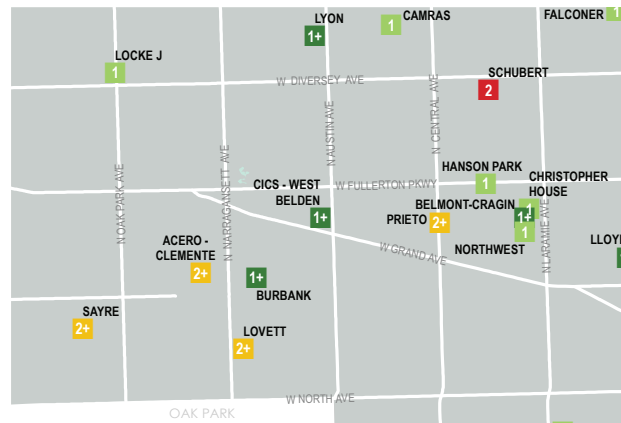 LYON
1+
CAMRAS
1
FALCONER
1
LOCKE J
1
W DIVERSEY AVE
SCHUBERT
2
N OAK PARK AVE
N NARRAGANSETT AVE
N AUSTIN AVE
N CENTRAL AVE
N LARAMIE AVE
HANSON PARK
1
CICS - WEST
BELDEN
1+
W FULLERTON PKWY
CHRISTOPHER
HOUSE
1
BELMONT-CRAGIN
1+
PRIETO
2+
NORTHWEST
1
W GRAND AVE
LLOY
ACERO -
CLEMENTE
2+
BURBANK
1+
SAYRE
2+
LOVETT
2+
W NORTH AVE
OAK PARK